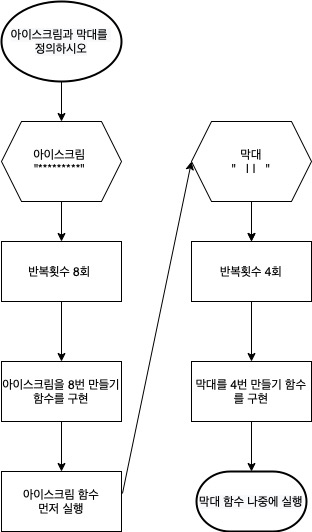 아이스크림과 막대를
정의하시오
아이스크림
"*********"
반복횟수 8회
아이스크림을 8번 만들기
함수를 구현
아이스크림 함수
먼저 실행
막대
"   | |   "
반복횟수 4회
막대를 4번 만들기 함수
를 구현
막대 함수 나중에 실행